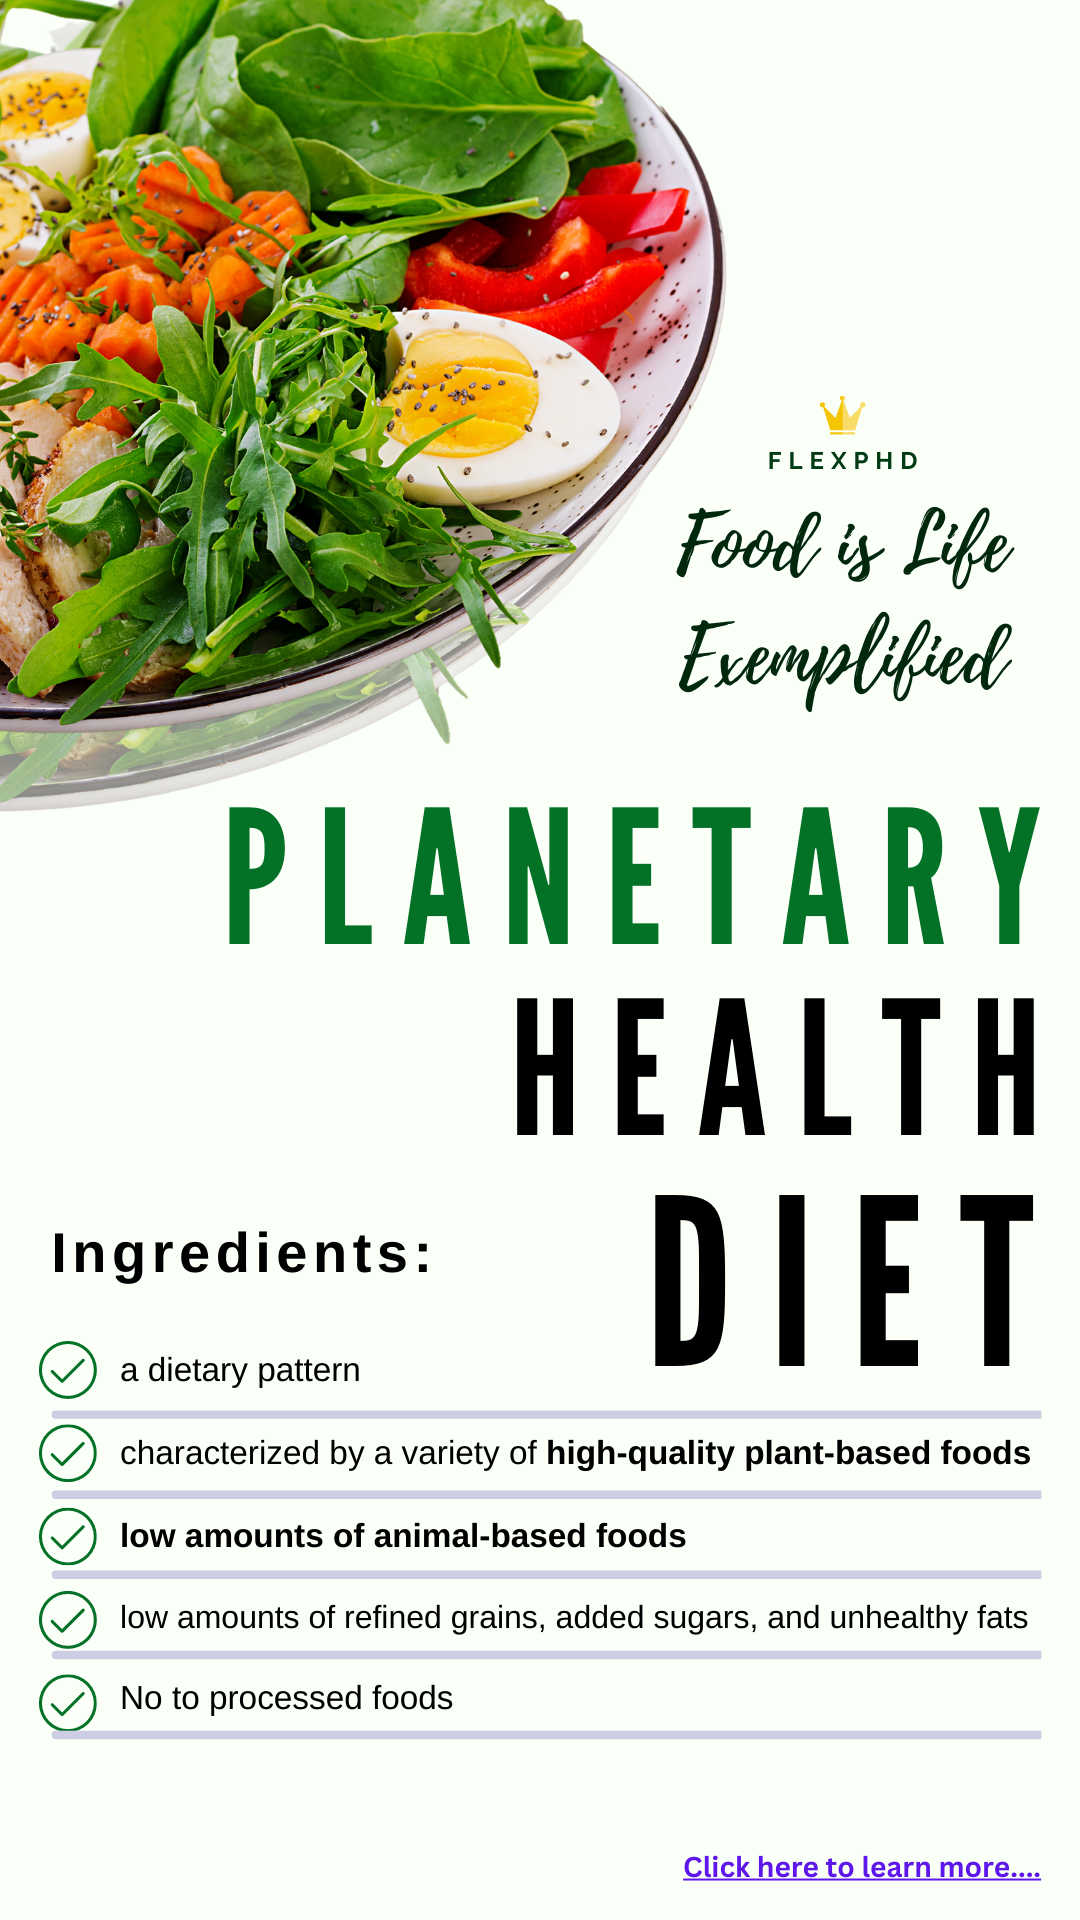 FLEXPHD
Food is Life
Exemplified
PLANETARY
HEALTH
DIET
Ingredients:
a dietary pattern
characterized by a variety of high-quality plant-based foods
low amounts of animal-based foods
low amounts of refined grains, added sugars, and unhealthy fats
No to processed foods
Click here to learn more....